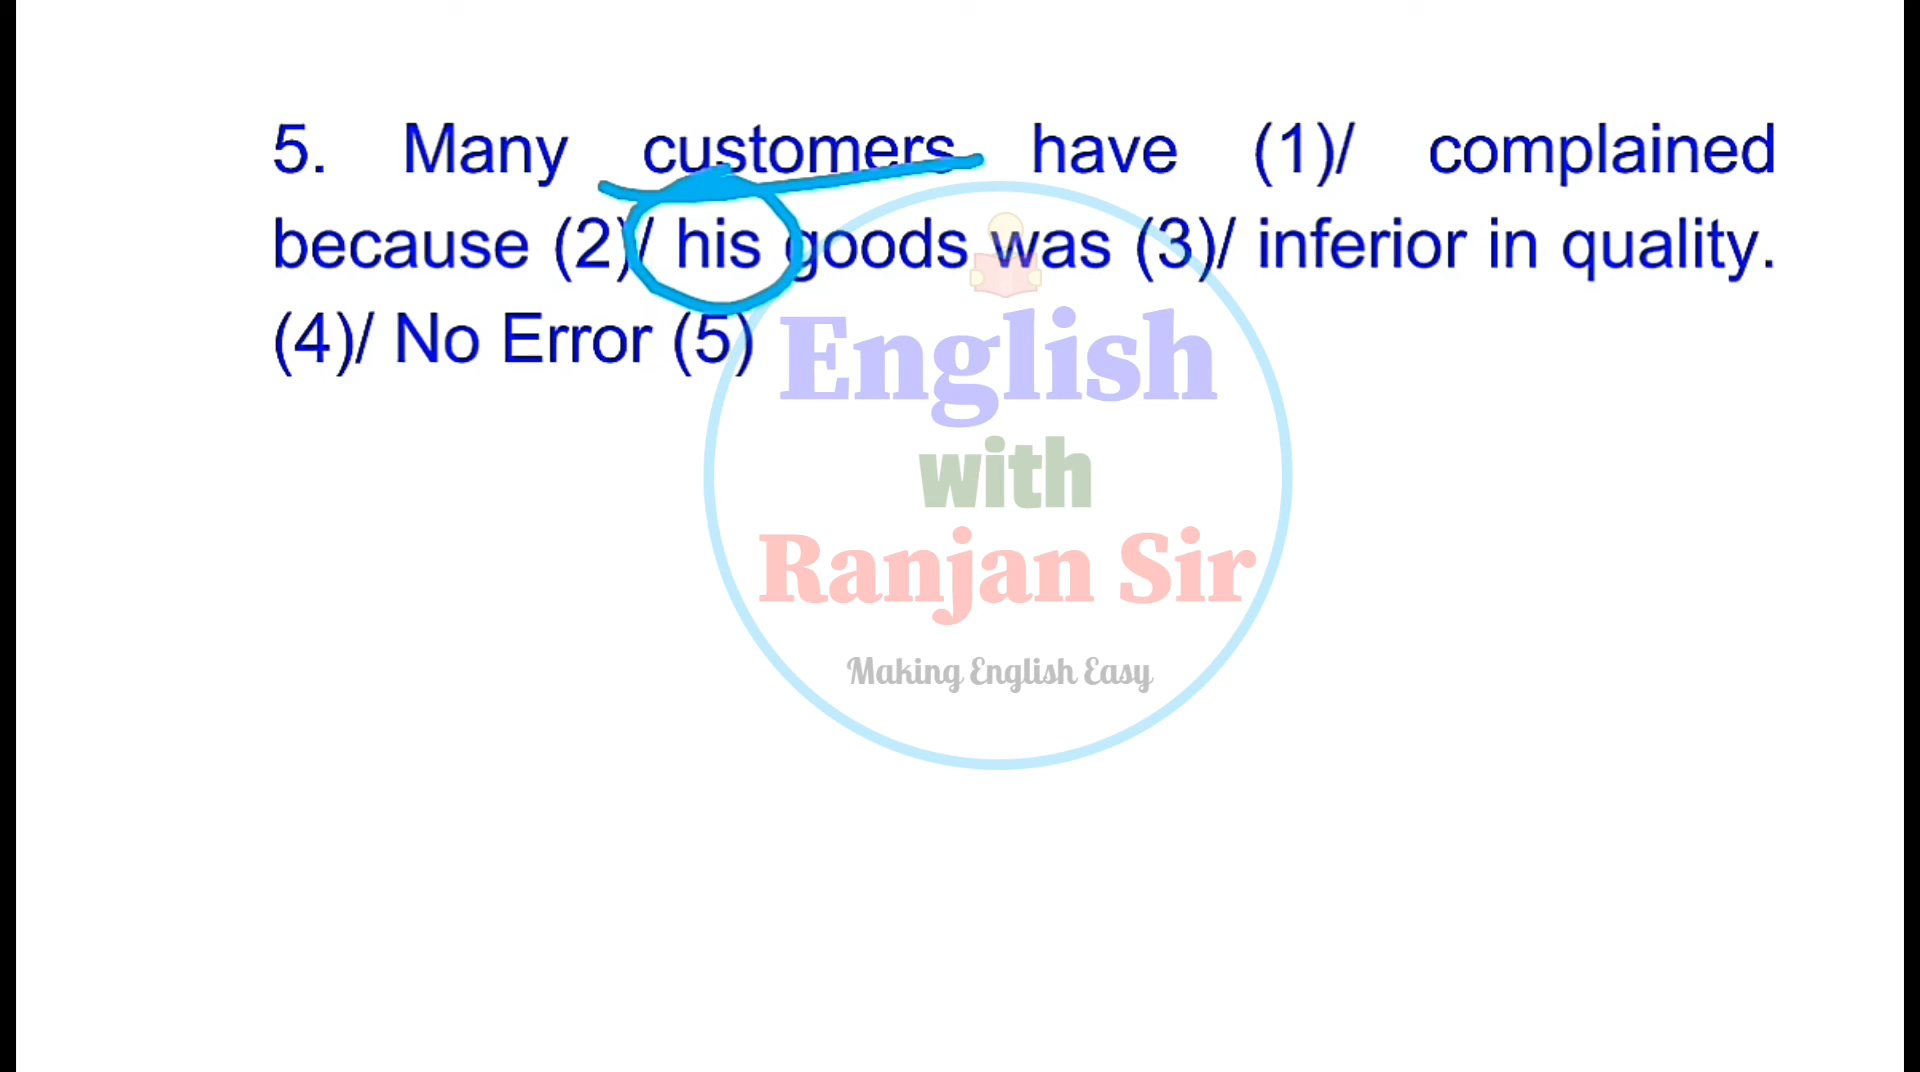 5. Many customers have (1)/ complained
because (2)/ his goods was (3)/ inferior in quality.
(4)/ No Error (5)
English
with
Ranjan Sir
Making English Easy